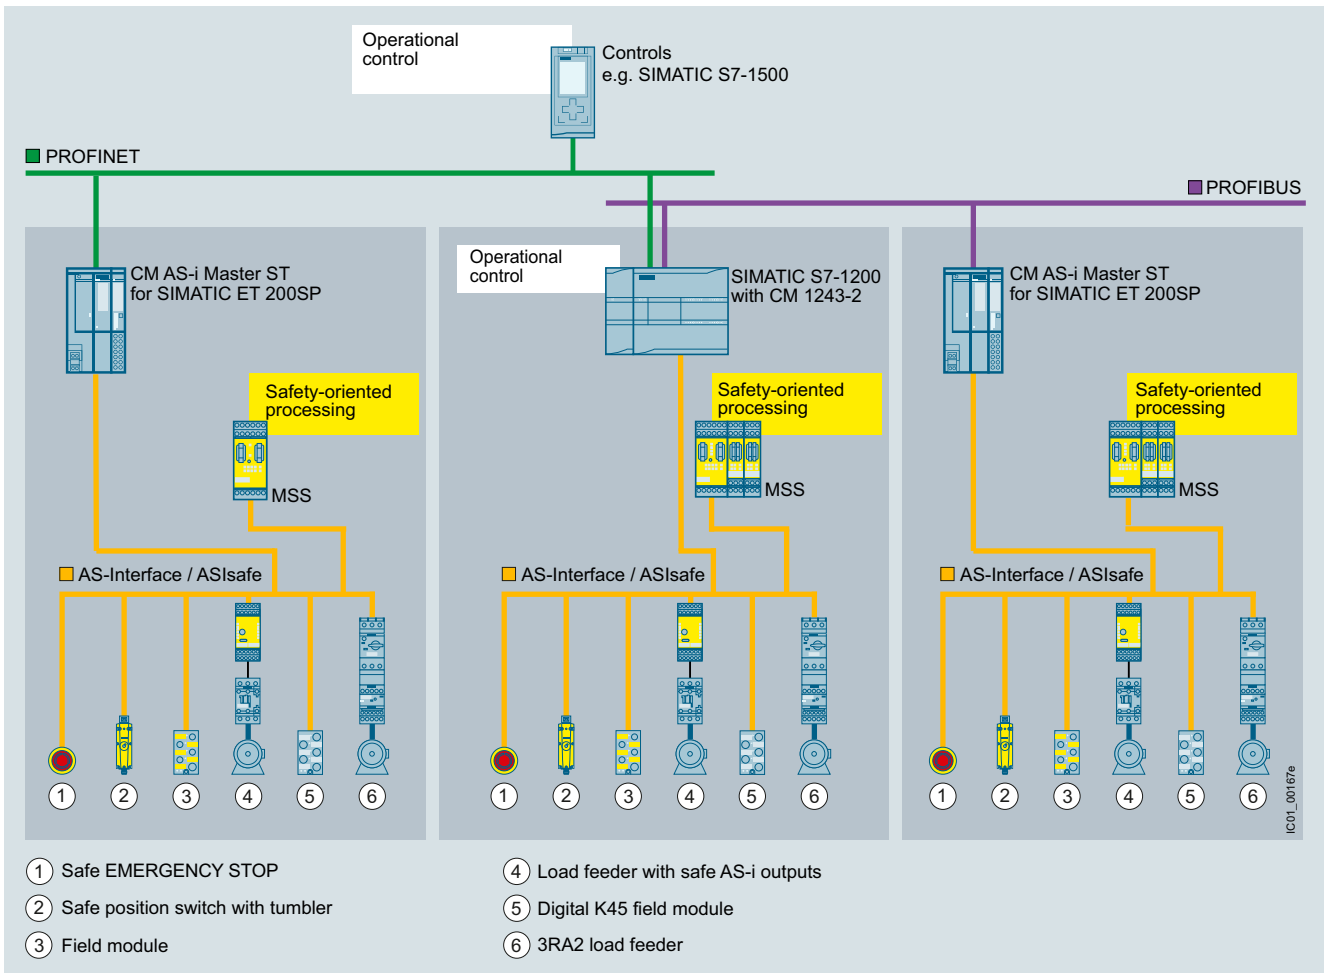 Operational
control
Controls
e.g. SIMATIC S7-1500
PROFINET
PROFIBUS
CM AS-i Master ST
for SIMATIC ET 200SP
Operational
control
SIMATIC S7-1200
with CM 1243-2
CM AS-i Master ST
for SIMATIC ET 200SP
Safety-oriented
processing
MSS
Safety-oriented
processing
MSS
Safety-oriented
processing
MSS
AS-Interface / ASIsafe
AS-Interface / ASIsafe
AS-Interface / ASIsafe
1 2 3 4 5 6
1 2 3 4 5 6
1 2 3 4 5 6
IC01_00167e
1 Safe EMERGENCY STOP
2 Safe position switch with tumbler
3 Field module
4 Load feeder with safe AS-i outputs
5 Digital K45 field module
6 3RA2 load feeder